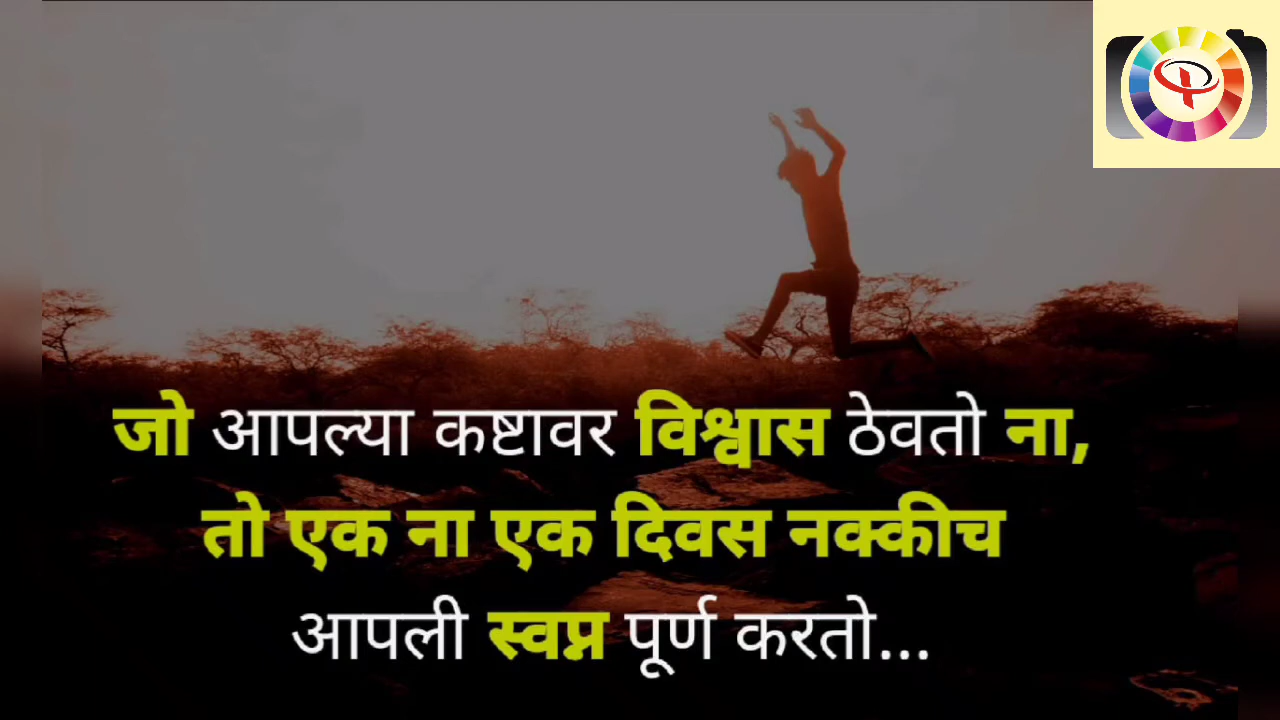 जो आपल्या कष्टावर विश्वास ठेवतो ना,
तो एक ना एक दिवस नक्कीच
आपली स्वप्न पूर्ण करतो...